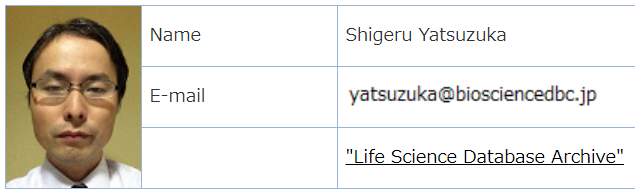 Name Shigeru Yatsuzuka
E-mail yatsuzuka@biosciencedbc.jp
"Life Science Database Archive"